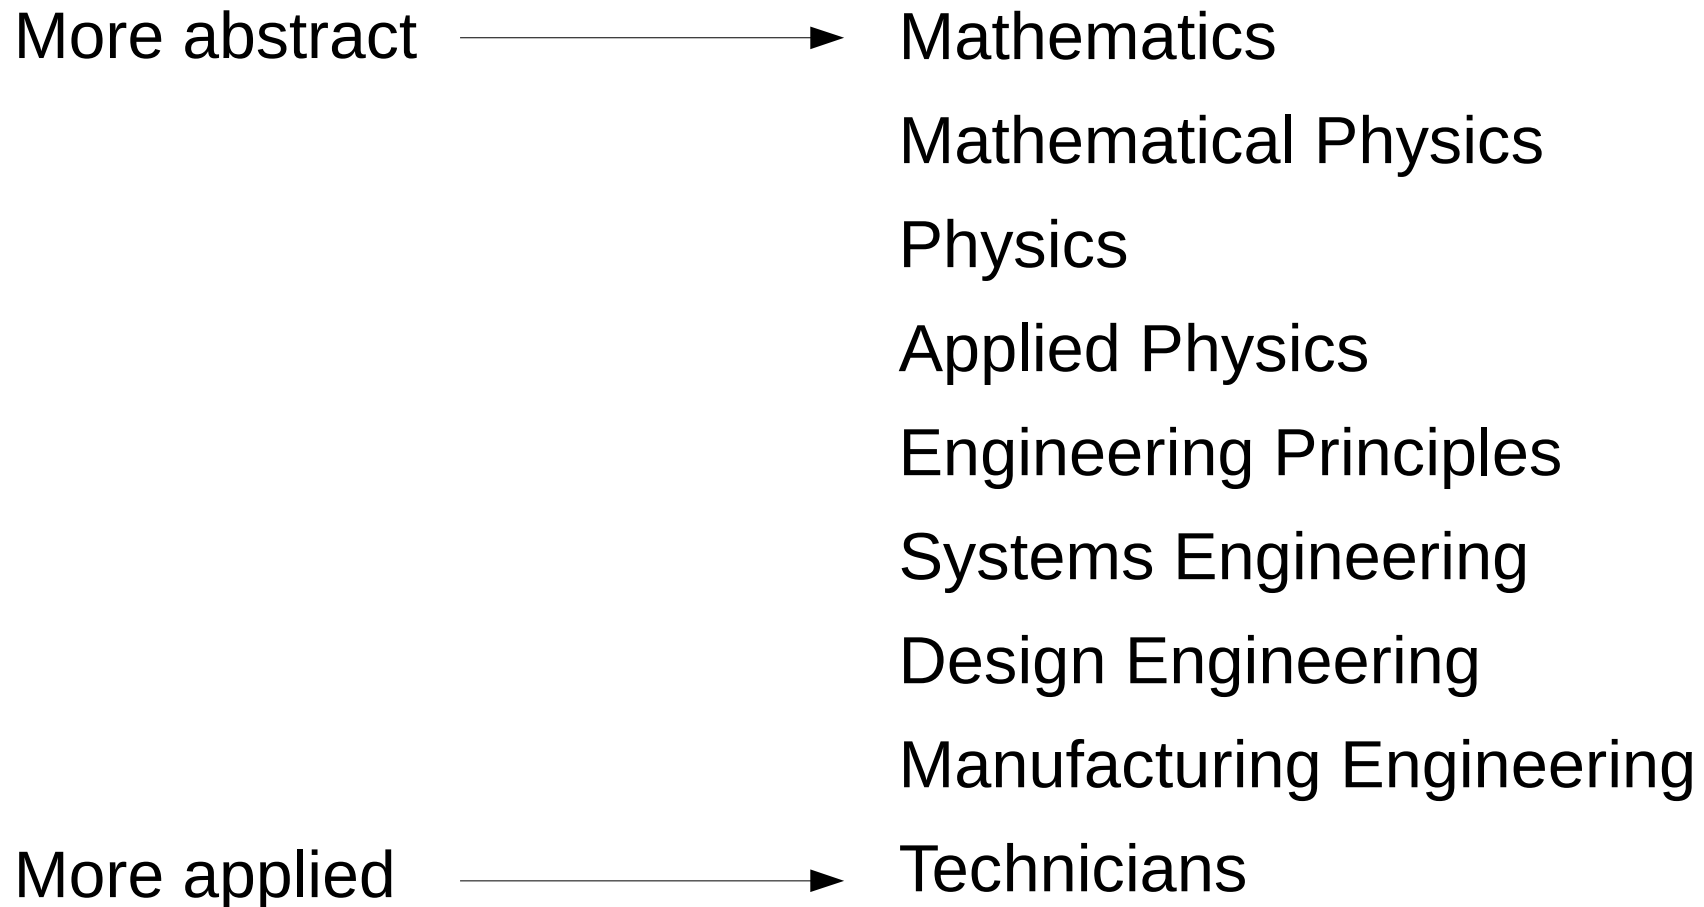 More abstract
Mathematics
Mathematical Physics
Physics
Applied Physics
Engineering Principles
Systems Engineering
Design Engineering
Manufacturing Engineering
More applied
Technicians